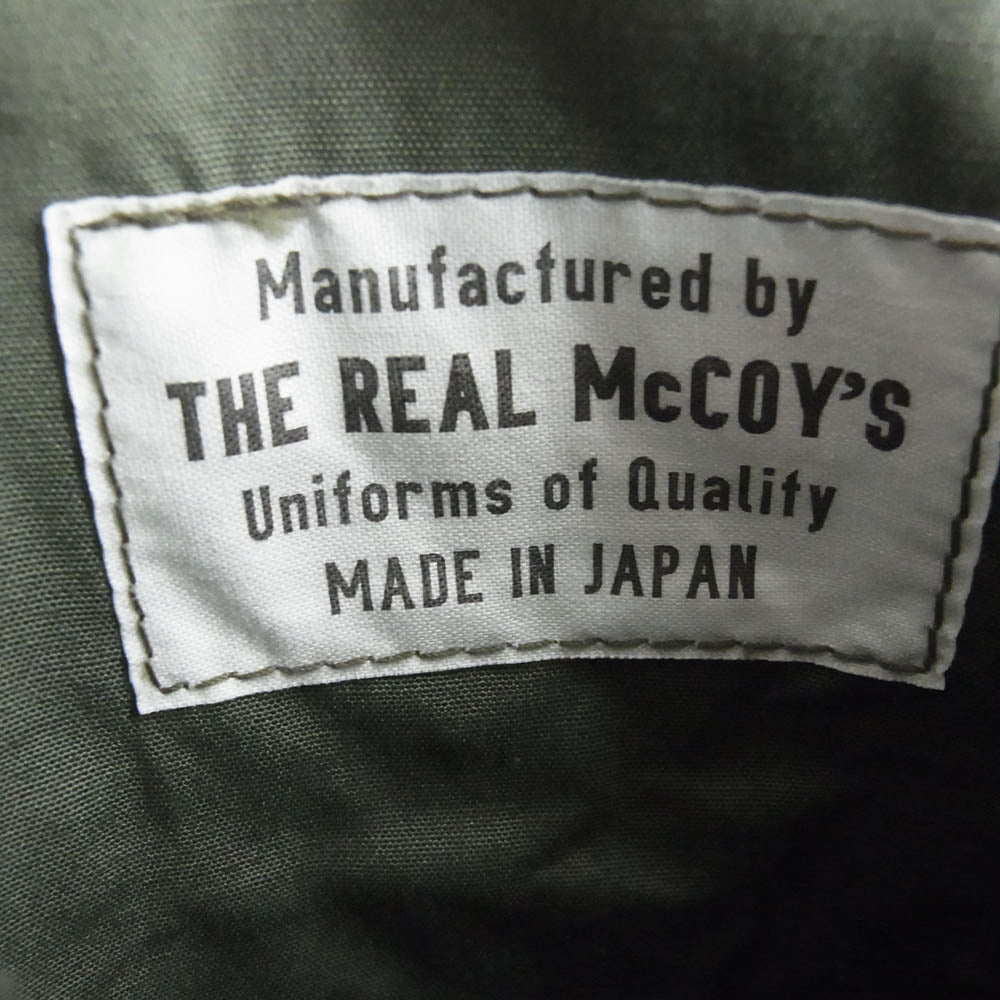 Manufactured by
THE REAL McCOY'S
Uniforms of Quality
MADE IN JAPAN